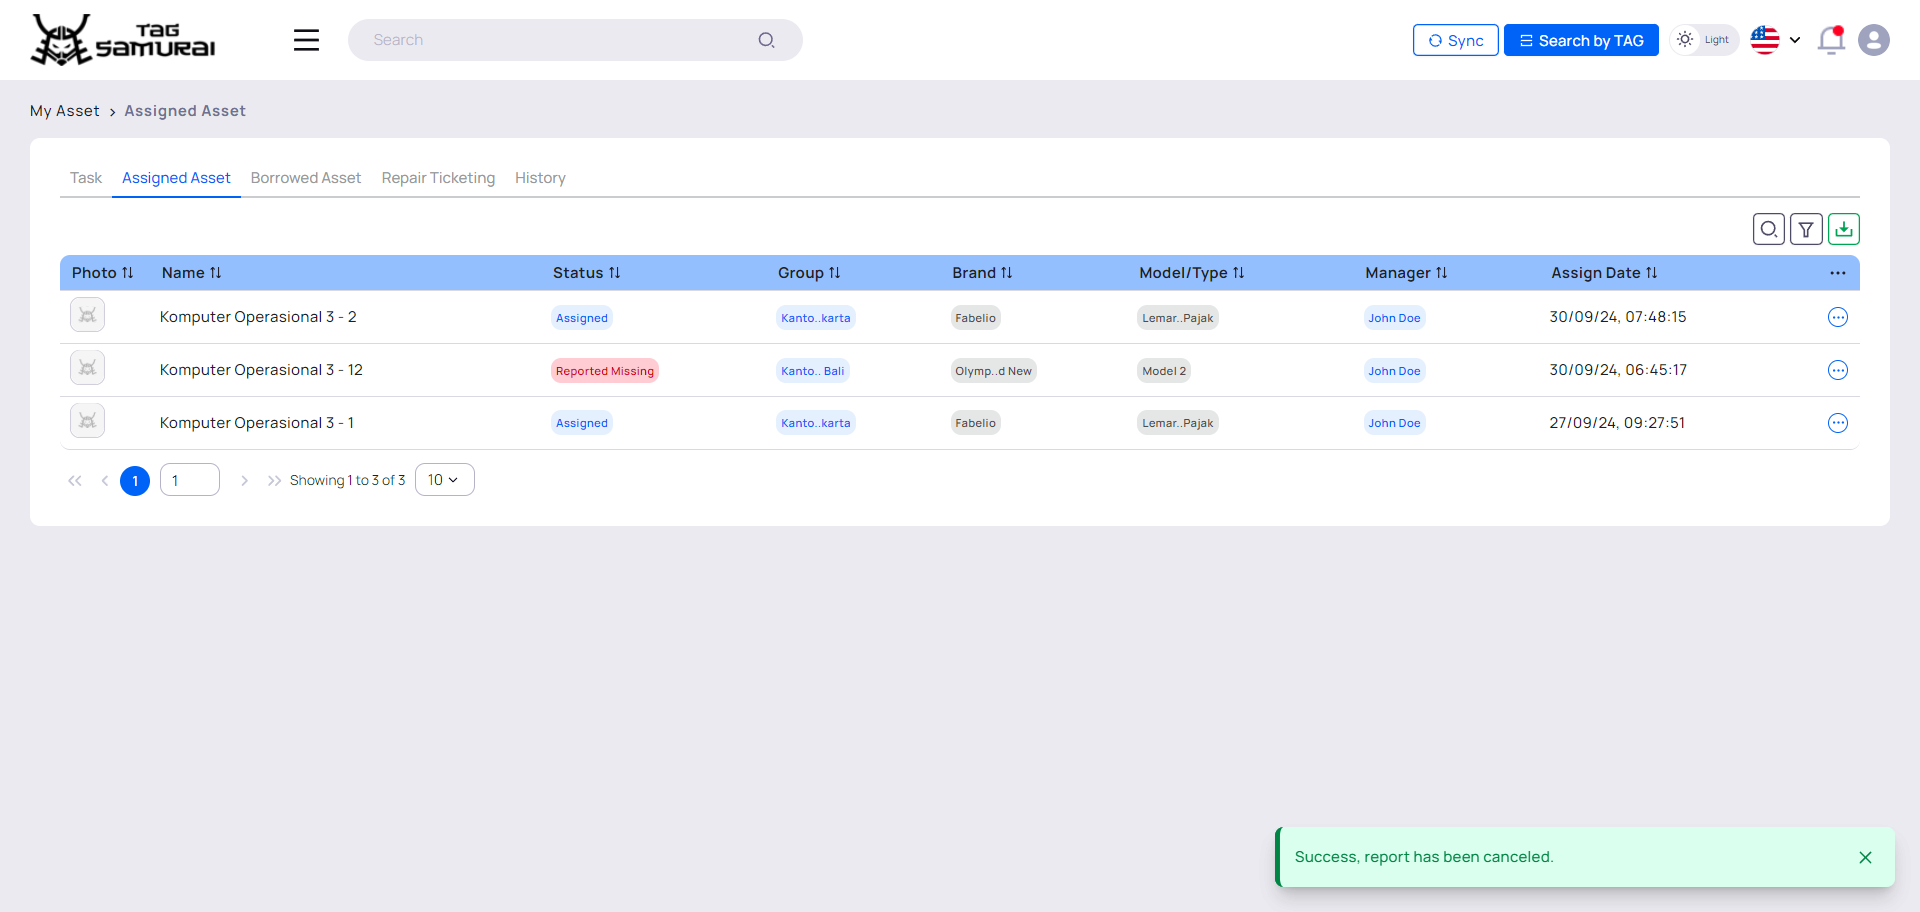 TAG SAMURAI
Search
Sync
Search by TAG
Light
My Asset > Assigned Asset
Task
Assigned Asset
Borrowed Asset
Repair Ticketing
History
Photo Name Status Group Brand Model/Type Manager Assign Date ...
Komputer Operasional 3 - 2 Assigned Kanto..karta Fabelio Lemar..Pajak John Doe 30/09/24, 07:48:15
Komputer Operasional 3 - 12 Reported Missing Kanto.. Bali Olymp..d New Model 2 John Doe 30/09/24, 06:45:17
Komputer Operasional 3 - 1 Assigned Kanto..karta Fabelio Lemar..Pajak John Doe 27/09/24, 09:27:51
1 1 Showing 1 to 3 of 3 10
Success, report has been canceled.